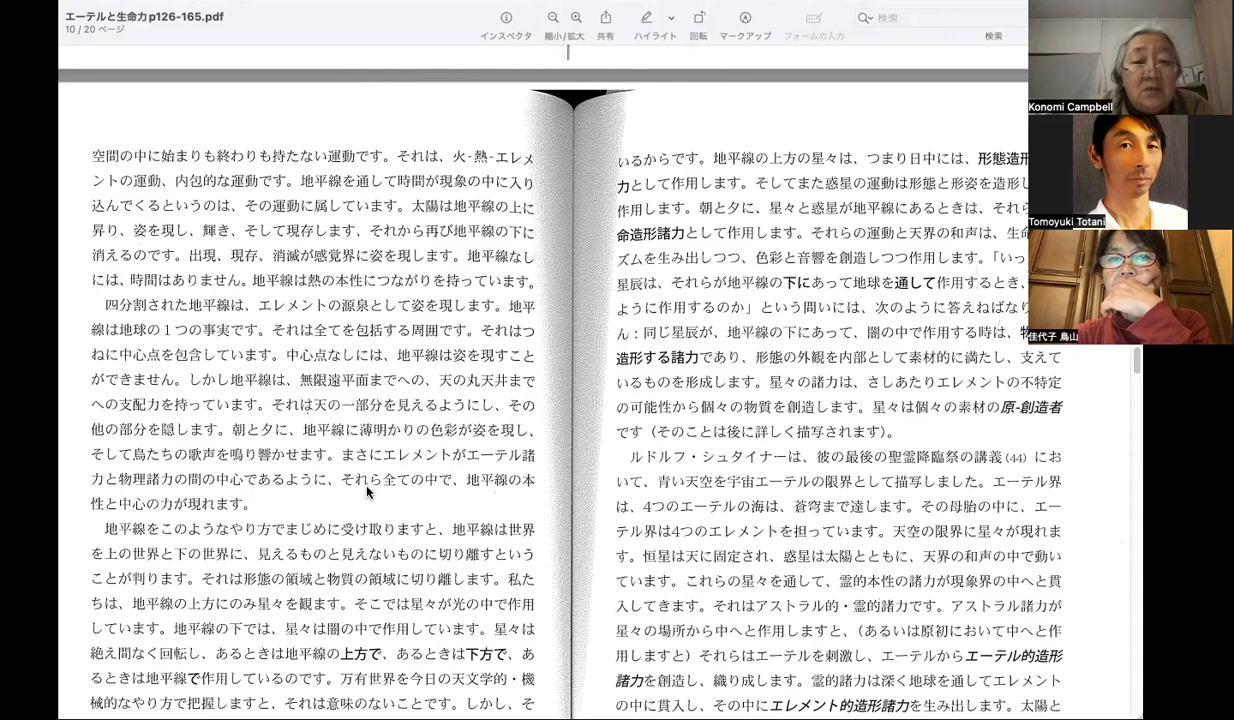 エーテルと生命力p126-165.pdf
10 / 20 ページ
インスペクタ
縮小/拡大
共有
ハイライト
回転
マークアップ
フォームの入力
検索
検索
空間の中に始まりも終わりも持たない運動です。それは、火-熱-エレメ
ントの運動、内包的な運動です。地平線を通して時間が現象の中に入り
込んでくるというのは、その運動に属しています。太陽は地平線の上に
昇り、姿を現し、輝き、そして現存します、それから再び地平線の下に
消えるのです。出現、現存、消滅が感覚界に姿を現します。地平線なし
には、時間はありません。地平線は熱の本性につながりを持っています。
四分割された地平線は、エレメントの源泉として姿を現します。地平
線は地球の1つの事実です。それは全てを包括する周囲です。それはつ
ねに中心点を包含しています。中心点なしには、地平線は姿を現すこと
ができません。しかし地平線は、無限遠平面までへの、天の丸天井まで
への支配力を持っています。それは天の一部分を見えるようにし、その
他の部分を隠します。朝と夕に、地平線に薄明かりの色彩が姿を現し、
そして鳥たちの歌声を鳴り響かせます。まさにエレメントがエーテル諸
力と物理諸力の間の中心であるように、それら全ての中で、地平線の本
性と中心の力が現れます。
地平線をこのようなやり方でまじめに受け取りますと、地平線は世界
を上の世界と下の世界に、見えるものと見えないものに切り離すという
ことが判ります。それは形態の領域と物質の領域に切り離します。私た
ちは、地平線の上方にのみ星々を観ます。そこでは星々が光の中で作用
しています。地平線の下では、星々は闇の中で作用しています。星々は
絶え間なく回転し、あるときは地平線の上方で、あるときは下方で、あ
るときは地平線で作用しているのです。万有世界を今日の天文学的・機
械的なやり方で把握しますと、それは意味のないことです。しかし、そ
いるからです。地平線の上方の星々は、つまり日中には、形態造形
力として作用します。そしてまた惑星の運動は形態と形姿を造形し
作用します。朝と夕に、星々と惑星が地平線にあるときは、それら
命造形諸力として作用します。それらの運動と天界の和声は、生命
ズムを生み出しつつ、色彩と音響を創造しつつ作用します。「いっ
星辰は、それらが地平線の下にあって地球を通して作用するとき、
ように作用するのか」という問いには、次のように答えねばなり
ん：同じ星辰が、地平線の下にあって、闇の中で作用する時は、
造形する諸力であり、形態の外観を内部として素材的に満たし、支えて
いるものを形成します。星々の諸力は、さしあたりエレメントの不特定
の可能性から個々の物質を創造します。星々は個々の素材の原-創造者
です（そのことは後に詳しく描写されます）。
ルドルフ・シュタイナーは、彼の最後の聖霊降臨祭の講義(44) にお
いて、青い天空を宇宙エーテルの限界として描写しました。エーテル界
は、4つのエーテルの海は、蒼穹まで達します。その母胎の中に、エー
テル界は4つのエレメントを担っています。天空の限界に星々が現れま
す。恒星は天に固定され、惑星は太陽とともに、天界の和声の中で動い
ています。これらの星々を通して、霊的本性の諸力が現象界の中へと貫
入してきます。それはアストラル的・霊的諸力です。アストラル諸力が
星々の場所から中へと作用しますと、（あるいは原初において中へと作
用しますと）それらはエーテルを刺激し、エーテルからエーテル的造形
諸力を創造し、織り成します。霊的諸力は深く地球を通してエレメント
の中に貫入し、その中にエレメント的造形諸力を生み出します。太陽と
Konomi Campbell
Tomoyuki Totani
佳代子 鳥山